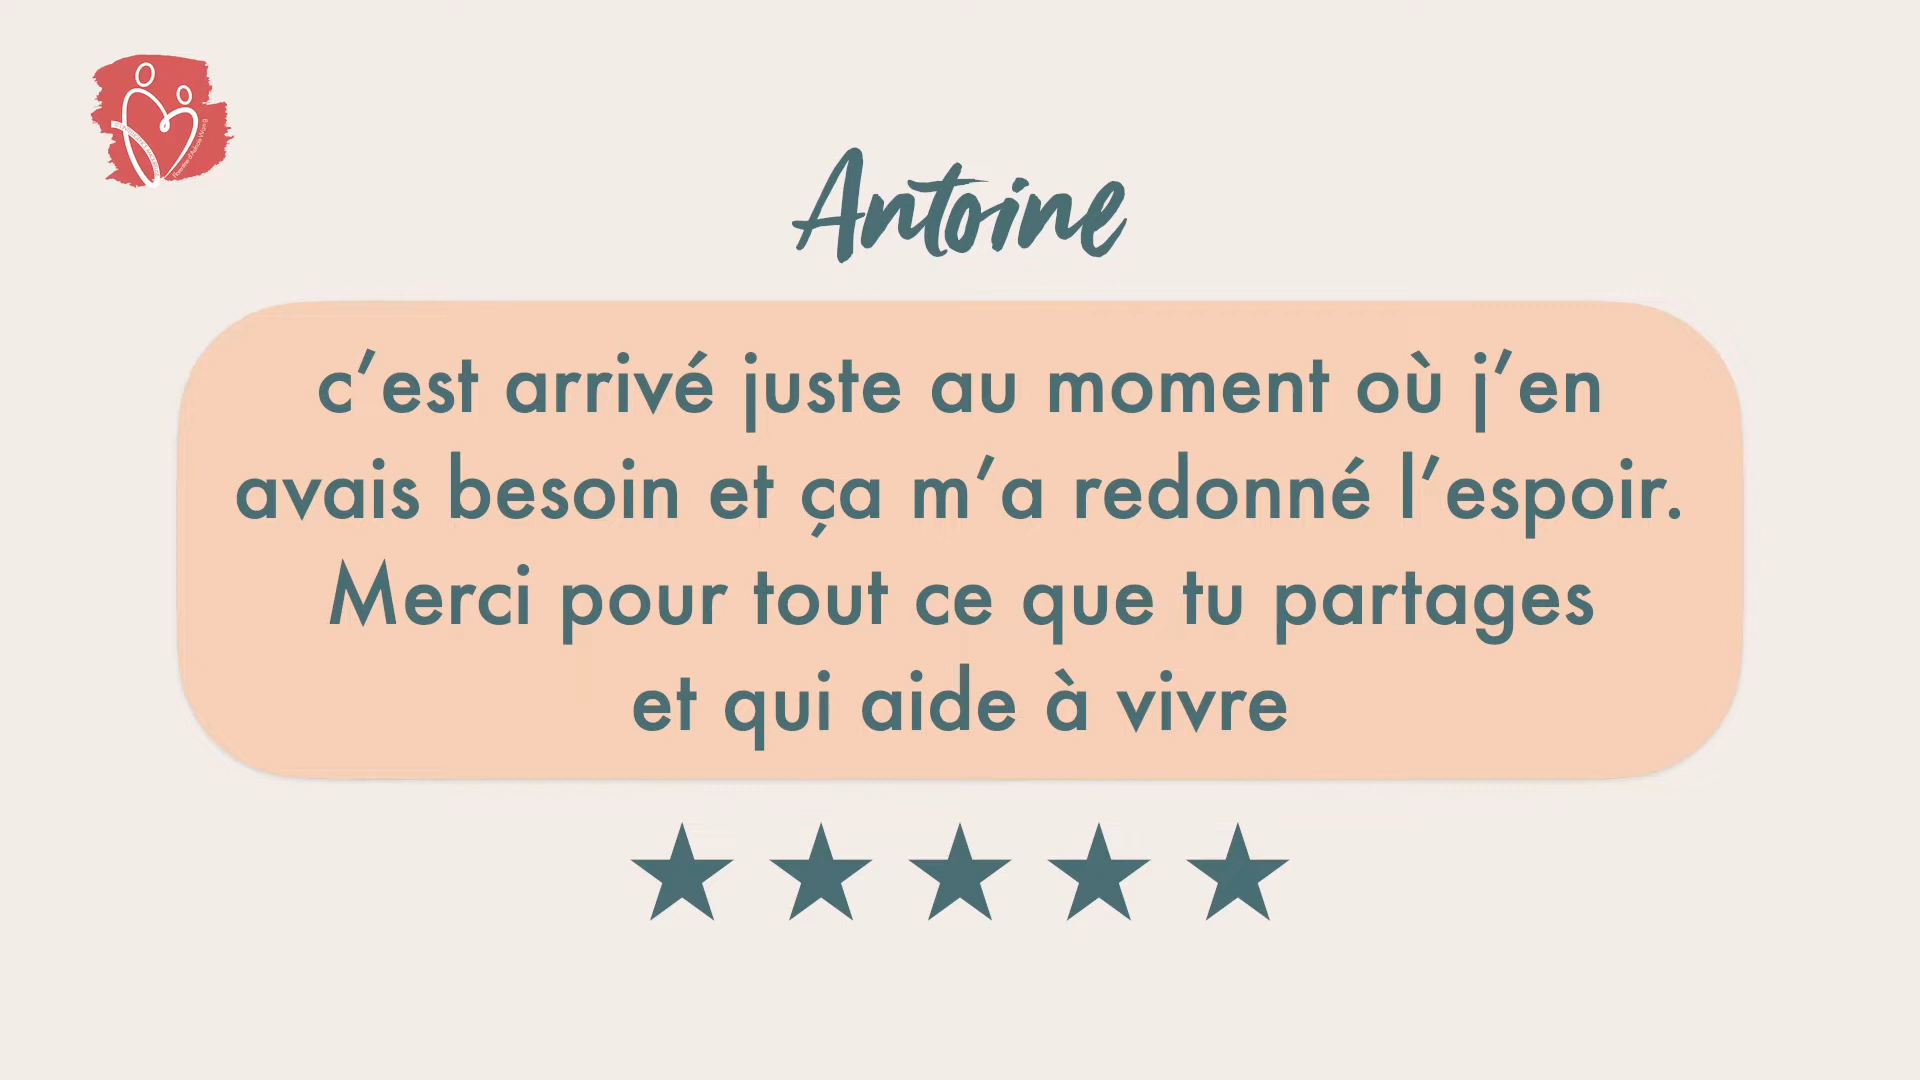 Antoine
c’est arrivé juste au moment où j’en
avais besoin et ça m’a redonné l’espoir.
Merci pour tout ce que tu partages
et qui aide à vivre